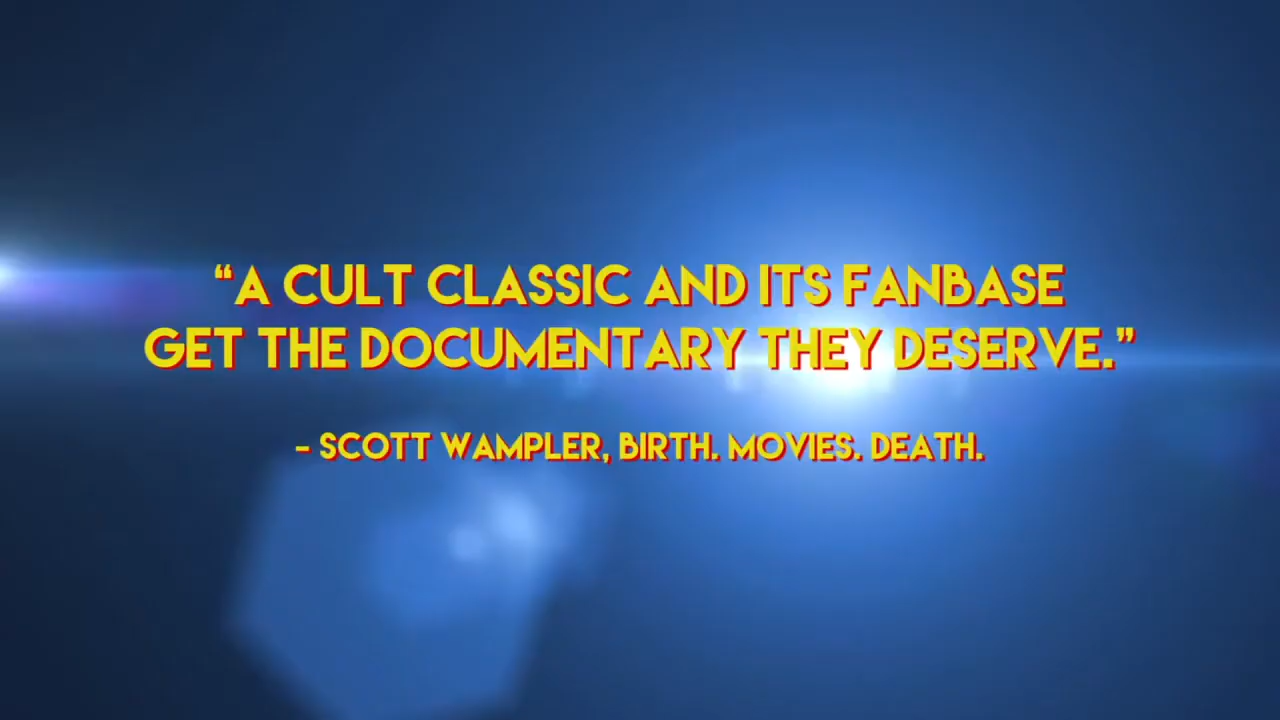 “A CULT CLASSIC AND ITS FANBASE
GET THE DOCUMENTARY THEY DESERVE.”
- SCOTT WAMPLER, BIRTH. MOVIES. DEATH.